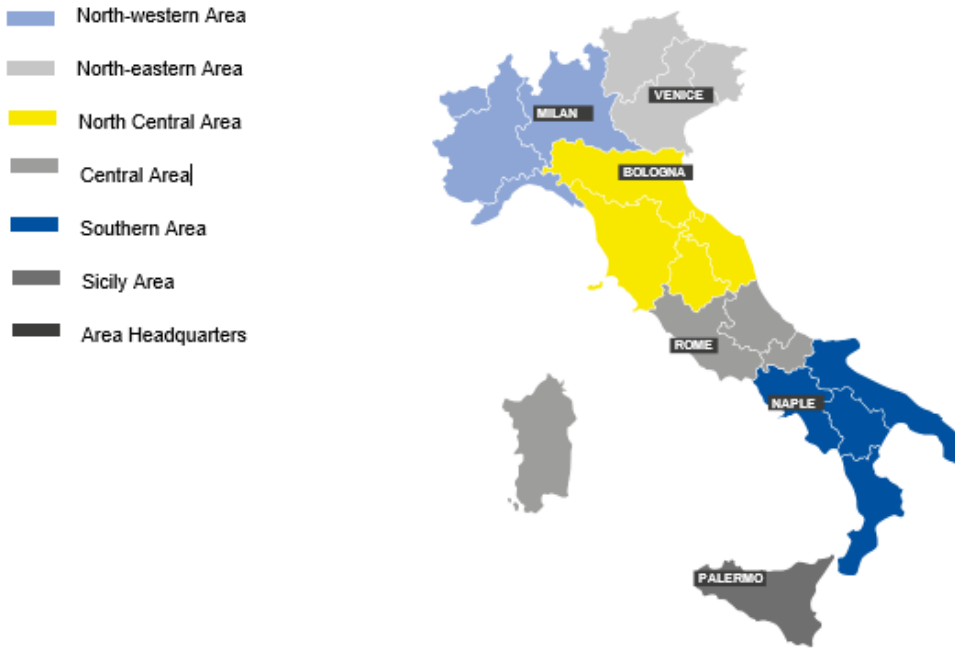 North-western Area
North-eastern Area
North Central Area
Central Area
Southern Area
Sicily Area
Area Headquarters
VENICE
MILAN
BOLOGNA
ROME
NAPLE
PALERMO